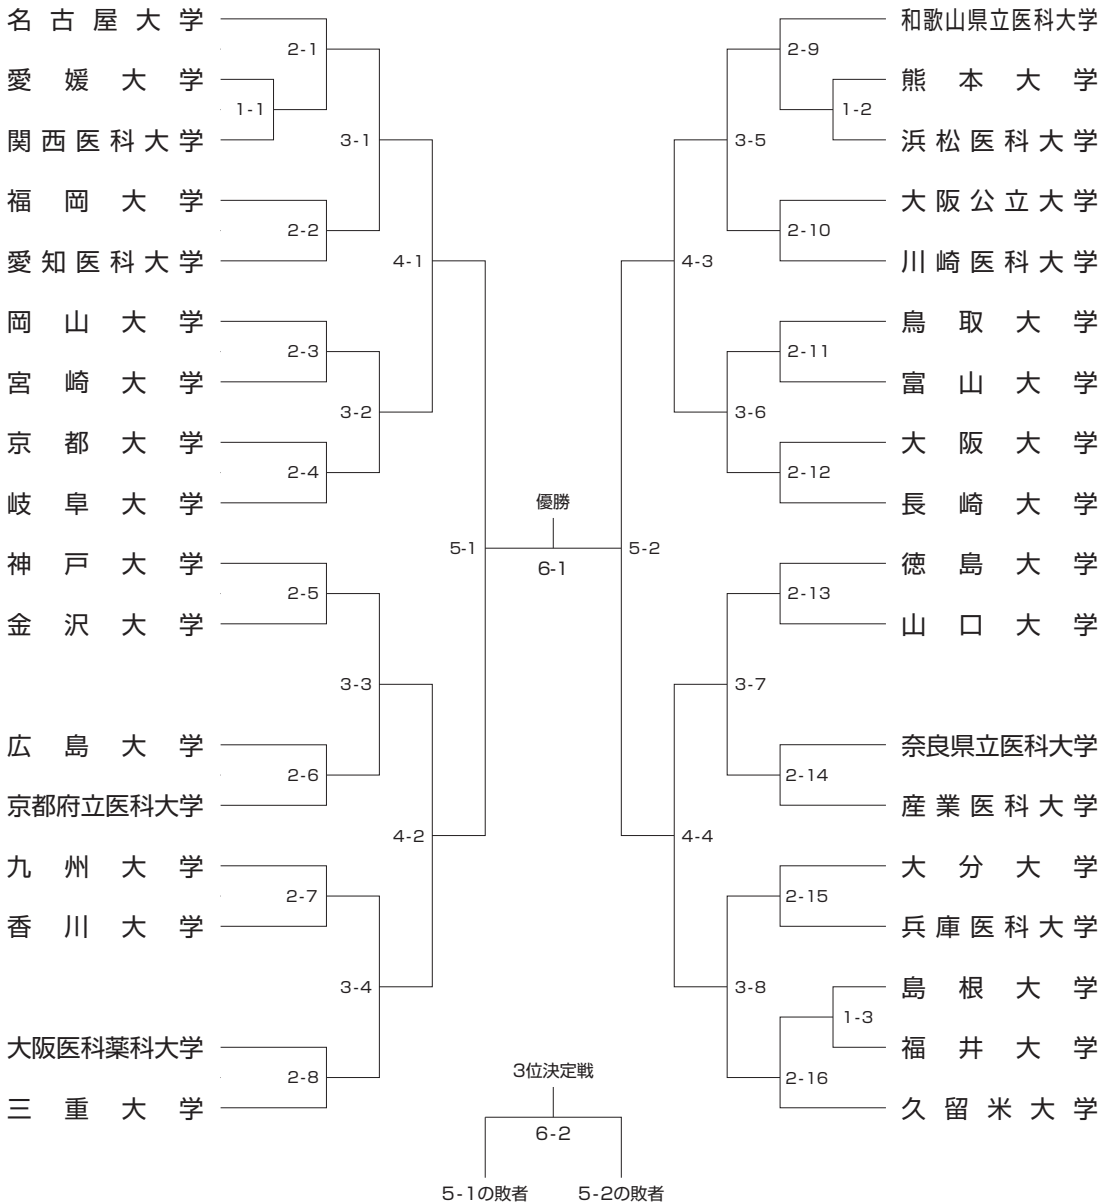 名古屋大学
和歌山県立医科大学
2-1
2-9
愛媛大学
熊本大学
1-1
1-2
関西医科大学
3-1
3-5
浜松医科大学
福岡大学
大阪公立大学
2-2
2-10
愛知医科大学
4-1
4-3
川崎医科大学
岡山大学
鳥取大学
2-3
2-11
宮崎大学
富山大学
3-2
3-6
京都大学
大阪大学
2-4
2-12
岐阜大学
優勝
長崎大学
5-1
5-2
神戸大学
6-1
徳島大学
2-5
2-13
金沢大学
山口大学
3-3
3-7
広島大学
奈良県立医科大学
2-6
2-14
京都府立医科大学
産業医科大学
4-2
4-4
九州大学
大分大学
2-7
2-15
香川大学
兵庫医科大学
3-4
3-8
島根大学
1-3
大阪医科薬科大学
福井大学
2-8
3位決定戦
2-16
三重大学
久留米大学
6-2
5-1の敗者
5-2の敗者